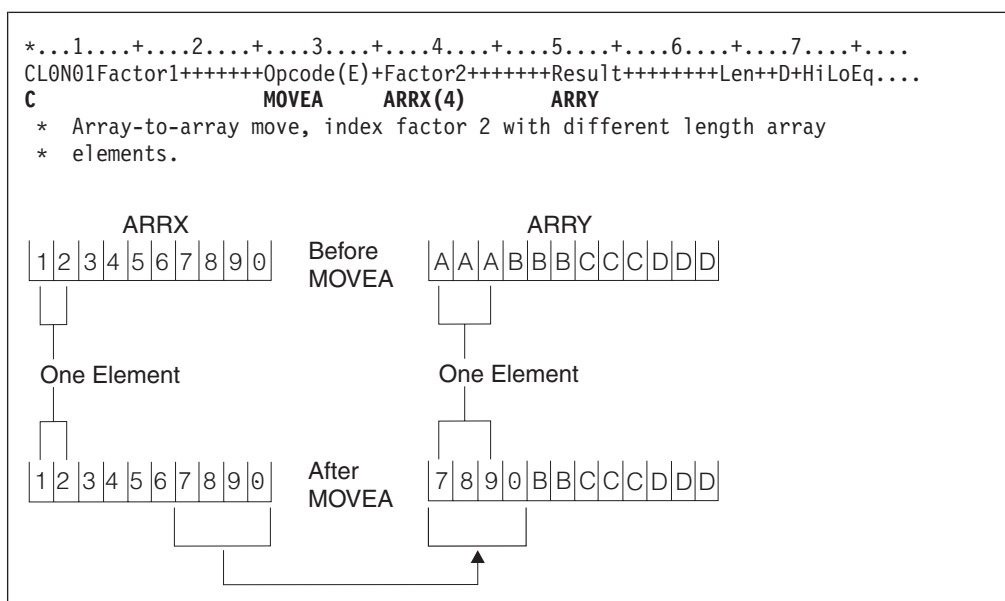 *...1....+....2....+....3....+....4....+....5....+....6....+....7....+....
CL0N01Factor1+++++++Opcode(E)+Factor2+++++++Result++++++++Len++D+HiLoEq....
C                   MOVEA     ARRX(4)       ARRY
 *  Array-to-array move, index factor 2 with different length array
 *  elements.
ARRX ARRY
1 2 3 4 5 6 7 8 9 0 Before MOVEA A A A B B B C C C D D D
One Element One Element
1 2 3 4 5 6 7 8 9 0 After MOVEA 7 8 9 0 B B C C C D D D